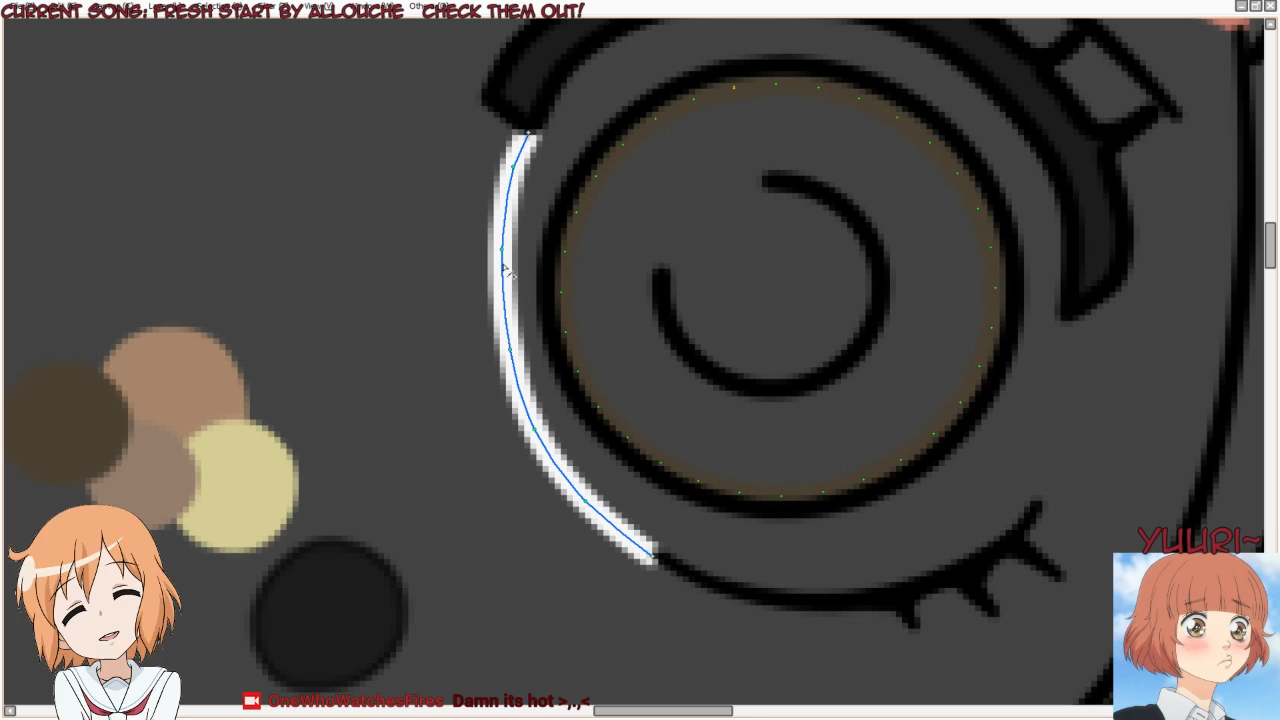 CURRENT SONG: FRESH START BY ALLOUCHE CHECK THEM OUT!
YUURI~
OneWhoWatchesFires Damn its hot >,.,<